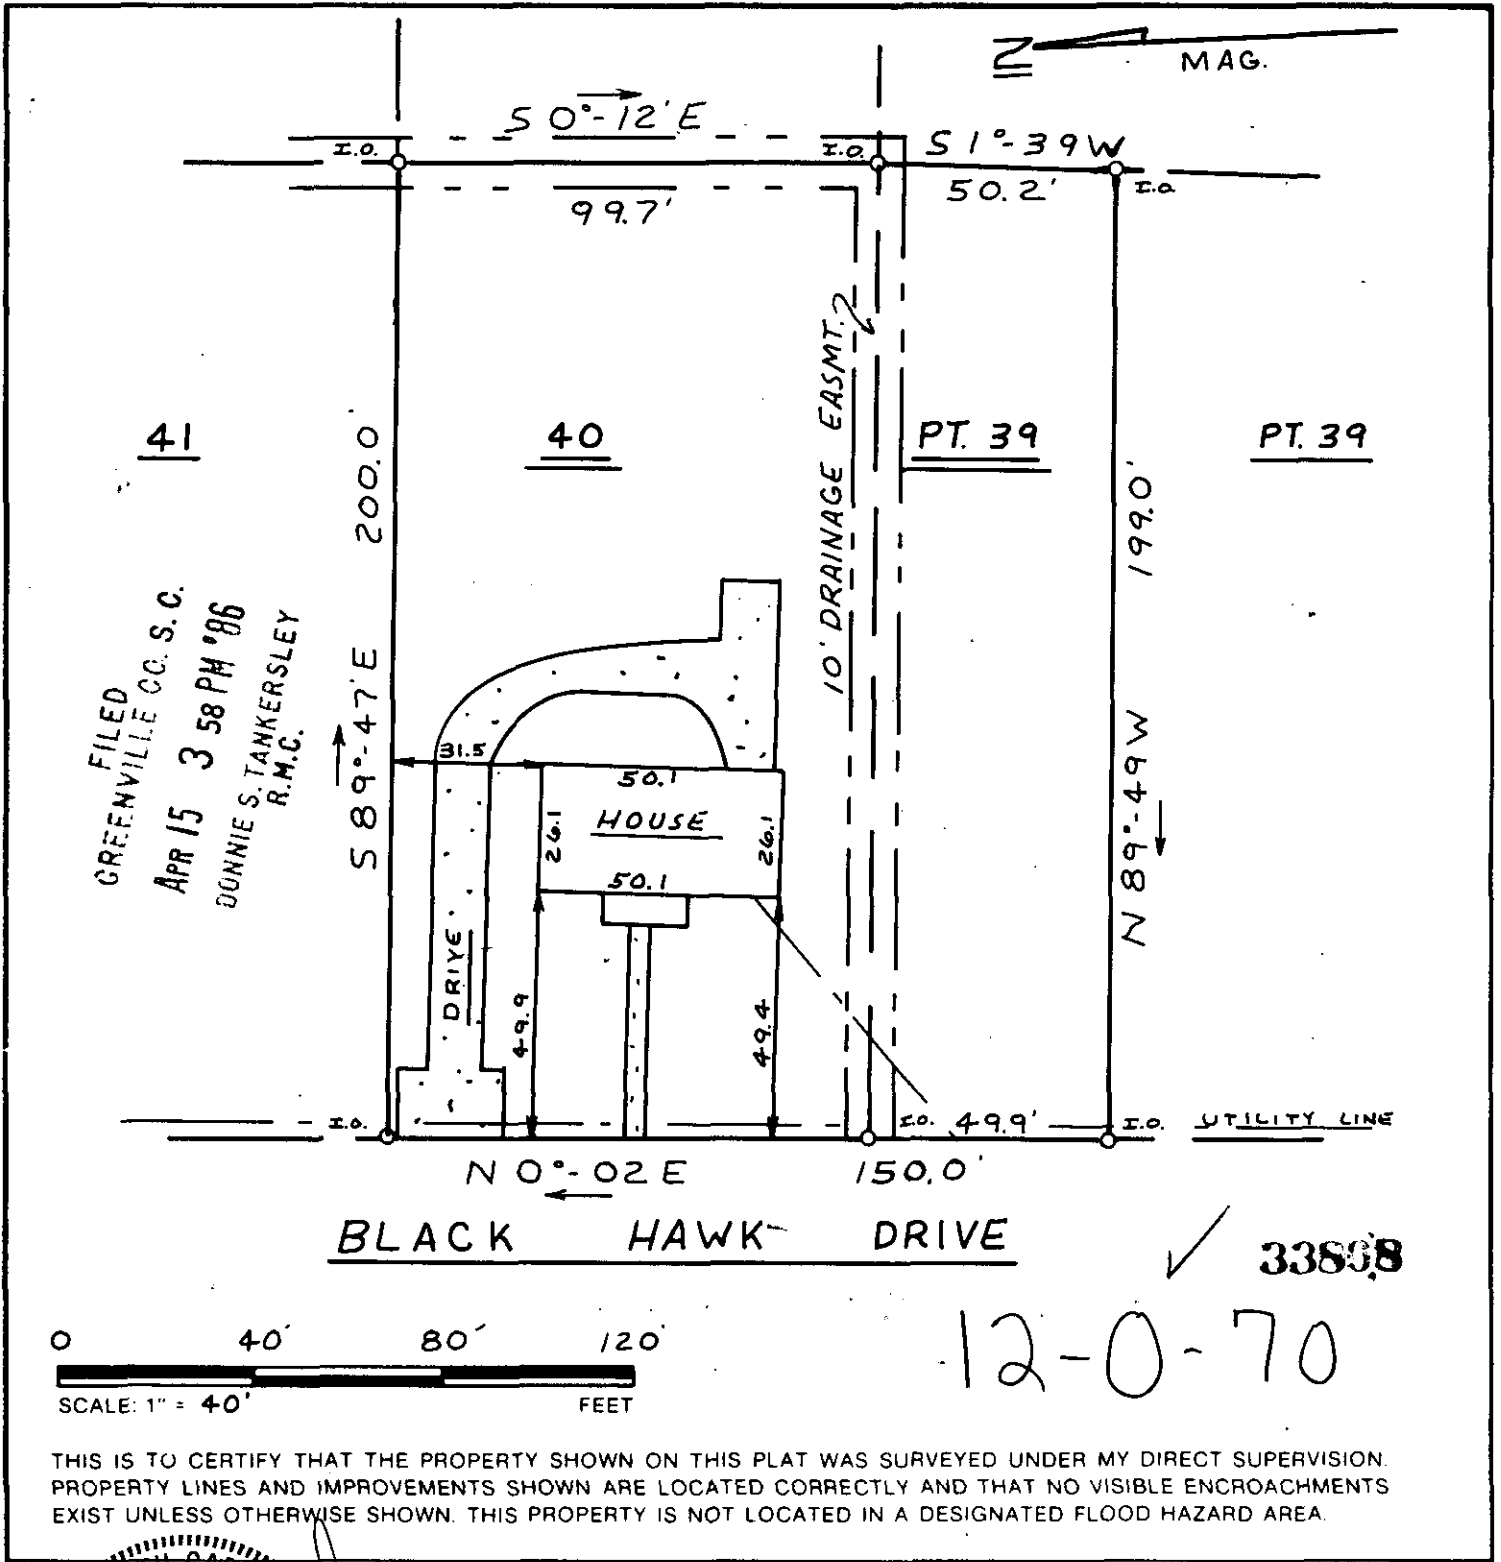 N
MAG.
S 0°-12' E
S 1°-39 W
I.O.
I.O.
I.O.
99.7'
50.2'
10' DRAINAGE EASMT.
41
40
PT. 39
PT. 39
200.0
S 89°-47' E
199.0'
N 89°-49 W
FILED
GREENVILLE CO. S. C.
APR 15 3 58 PM '86
DONNIE S. TANKERSLEY
R.M.C.
31.5
50.1
HOUSE
26.1
26.1
50.1
DRIVE
49.9
49.4
I.O.
I.O.
49.9'
I.O.
UTILITY LINE
N 0°-02 E
150.0'
BLACK HAWK DRIVE
12-0-70
0 40' 80' 120'
SCALE: 1" = 40'
FEET
THIS IS TO CERTIFY THAT THE PROPERTY SHOWN ON THIS PLAT WAS SURVEYED UNDER MY DIRECT SUPERVISION.
PROPERTY LINES AND IMPROVEMENTS SHOWN ARE LOCATED CORRECTLY AND THAT NO VISIBLE ENCROACHMENTS
EXIST UNLESS OTHERWISE SHOWN. THIS PROPERTY IS NOT LOCATED IN A DESIGNATED FLOOD HAZARD AREA.